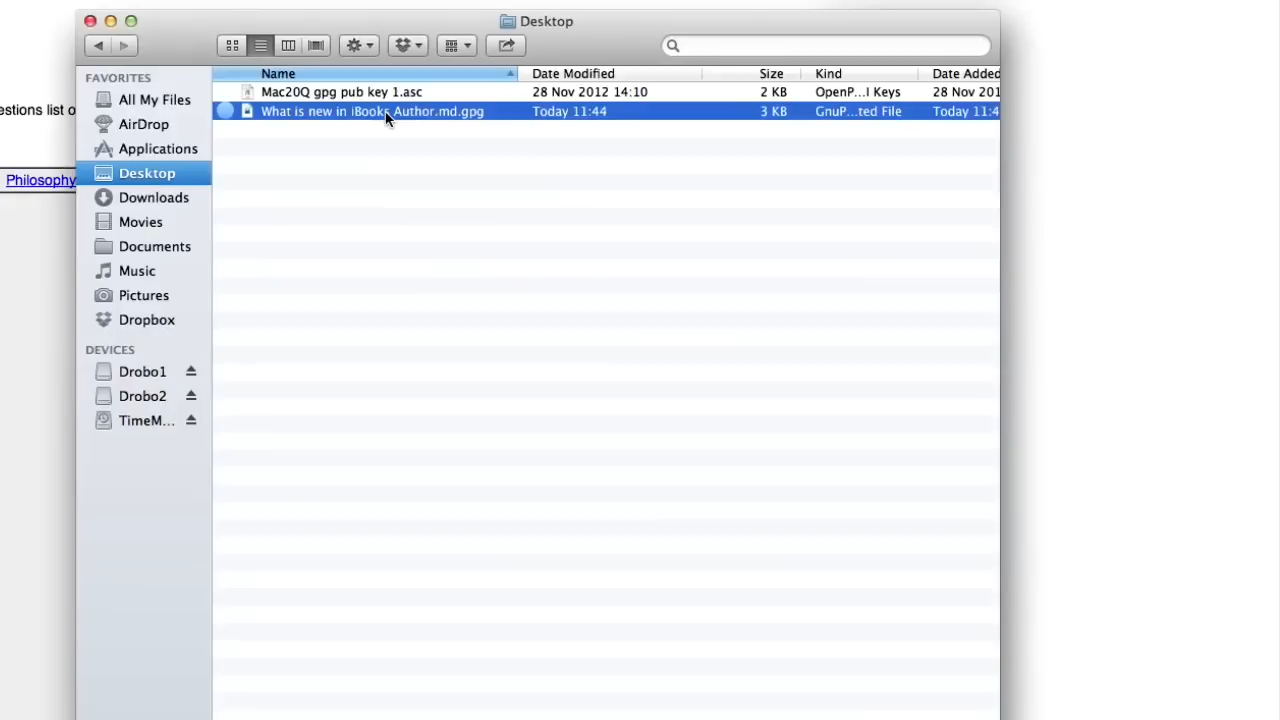 Desktop
FAVORITES
All My Files
AirDrop
Applications
Desktop
Downloads
Movies
Documents
Music
Pictures
Dropbox
DEVICES
Drobo1
Drobo2
TimeM...
Name Date Modified Size Kind Date Added
Mac20Q gpg pub key 1.asc 28 Nov 2012 14:10 2 KB OpenP...l Keys 28 Nov 201
What is new in iBooks Author.md.gpg Today 11:44 3 KB GnuP...ted File Today 11:4
estions list o
Philosophy